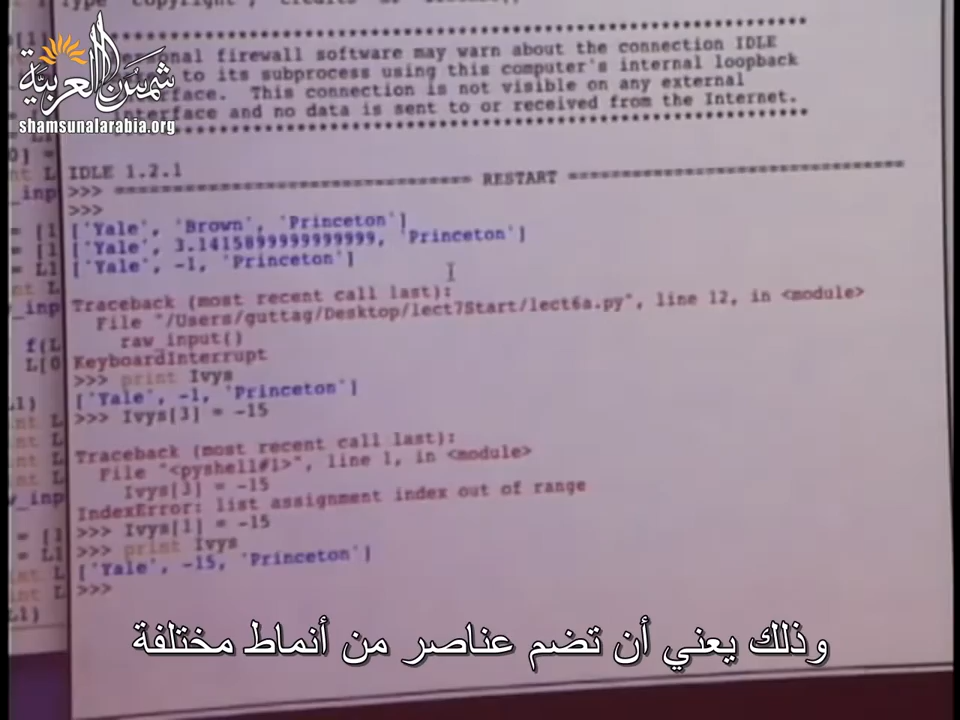 Type "copyright", "credits"
****************************************************************
firewall software may warn about the connection IDLE
to its subprocess using this computer's internal loopback
This connection is not visible on any external
interface and no data is sent to or received from the Internet.
****************************************************************
شمس العربية
shamsunalarabia.org
IDLE 1.2.1
>>> ================================ RESTART ================================
>>>
['Yale', 'Brown', 'Princeton']
['Yale', 3.1415899999999999, 'Princeton']
['Yale', -1, 'Princeton']
Traceback (most recent call last):
File "/Users/guttag/Desktop/lect7Start/lect6a.py", line 12, in <module>
raw_input()
KeyboardInterrupt
>>> print Ivys
['Yale', -1, 'Princeton']
>>> Ivys[3] = -15
Traceback (most recent call last):
File "<pyshell#1>", line 1, in <module>
Ivys[3] = -15
IndexError: list assignment index out of range
>>> Ivys[1] = -15
>>> print Ivys
['Yale', -15, 'Princeton']
>>>
وذلك يعني أن تضم عناصر من أنماط مختلفة